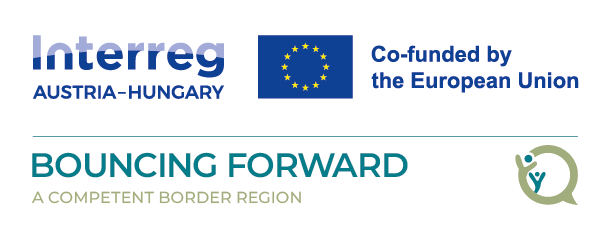 Interreg
AUSTRIA–HUNGARY
Co-funded by
the European Union
BOUNCING FORWARD
A COMPETENT BORDER REGION